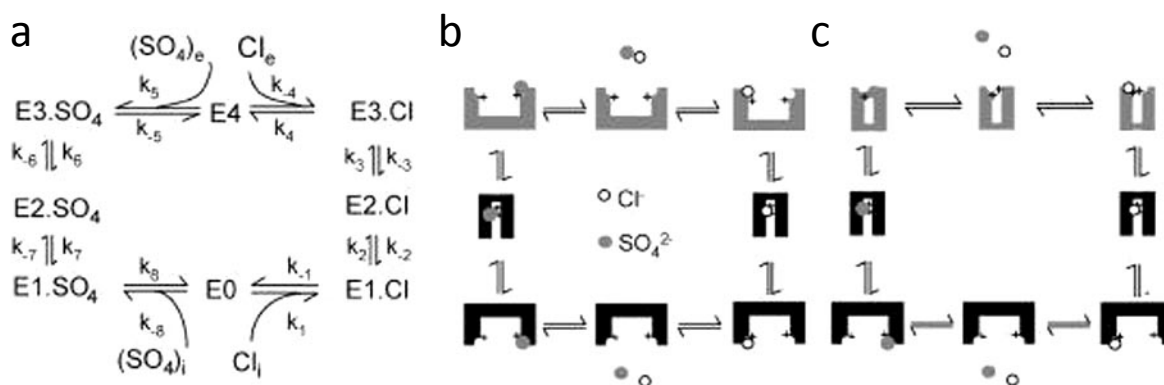 a
b
c
(SO₄)e Cle
k5 k-4
E3.SO₄ E4 E3.Cl
k-5 k4
k-6 k6 k3 k-3
E2.SO₄ E2.Cl
k-7 k7 k2 k-2
k8 k-1
E1.SO₄ E0 E1.Cl
k-8 k1
(SO₄)i Cli
Cl⁻
SO₄²⁻